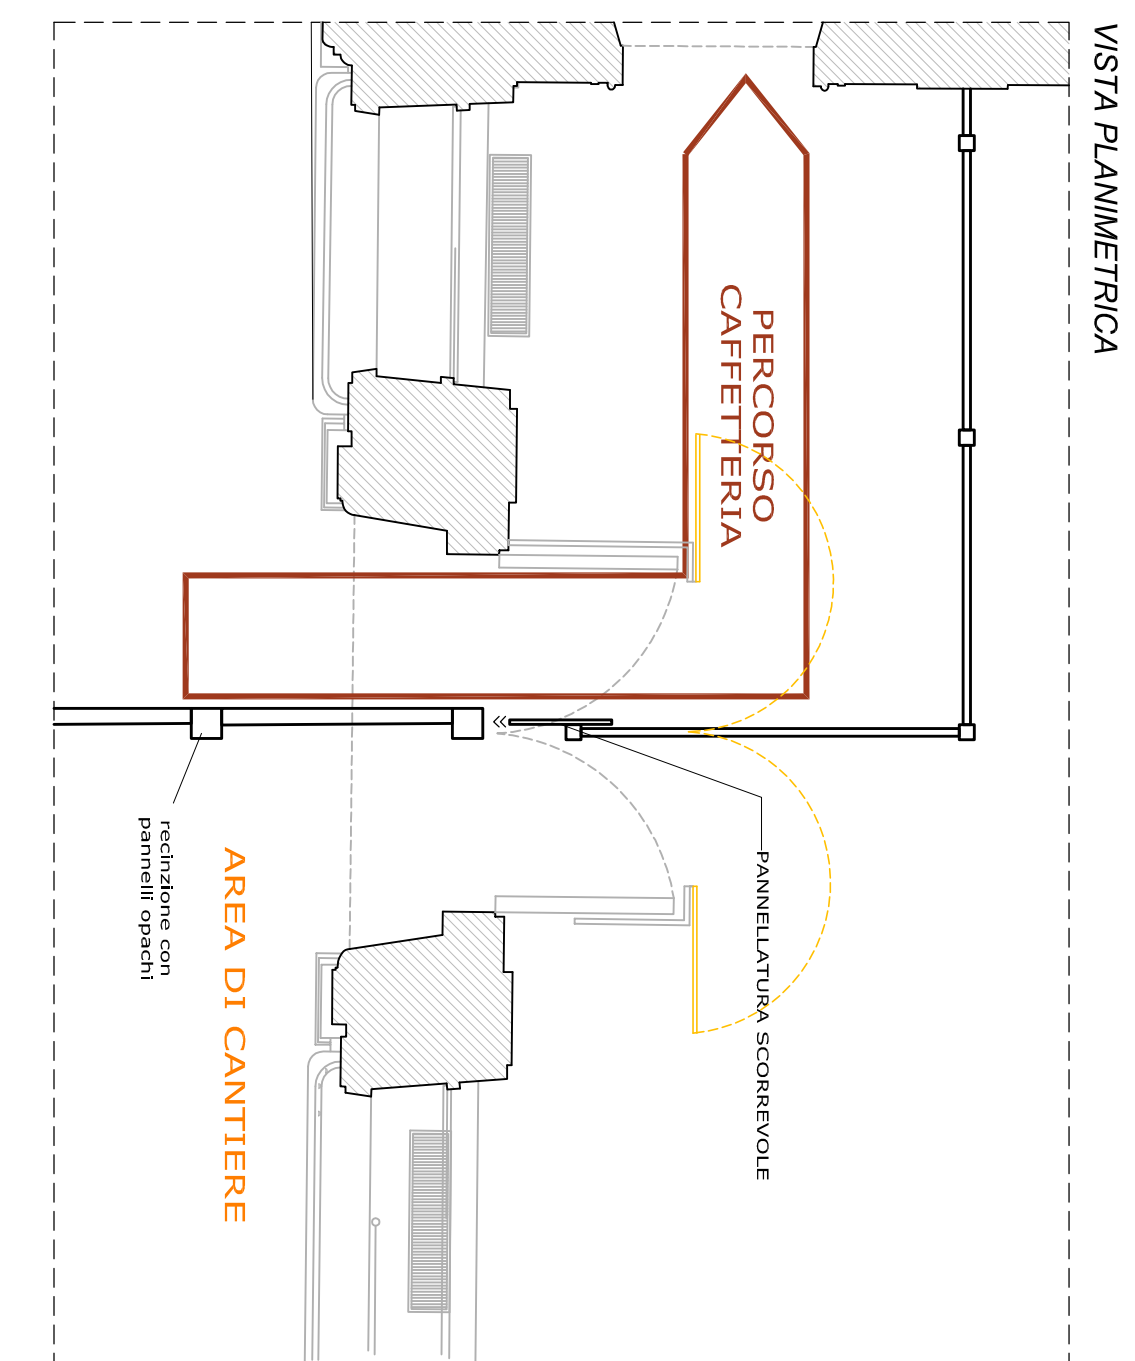 VISTA PLANIMETRICA
PERCORSO
CAFFETTERIA
PANNELLATURA SCORREVOLE
AREA DI CANTIERE
recinzione con
pannelli opachi